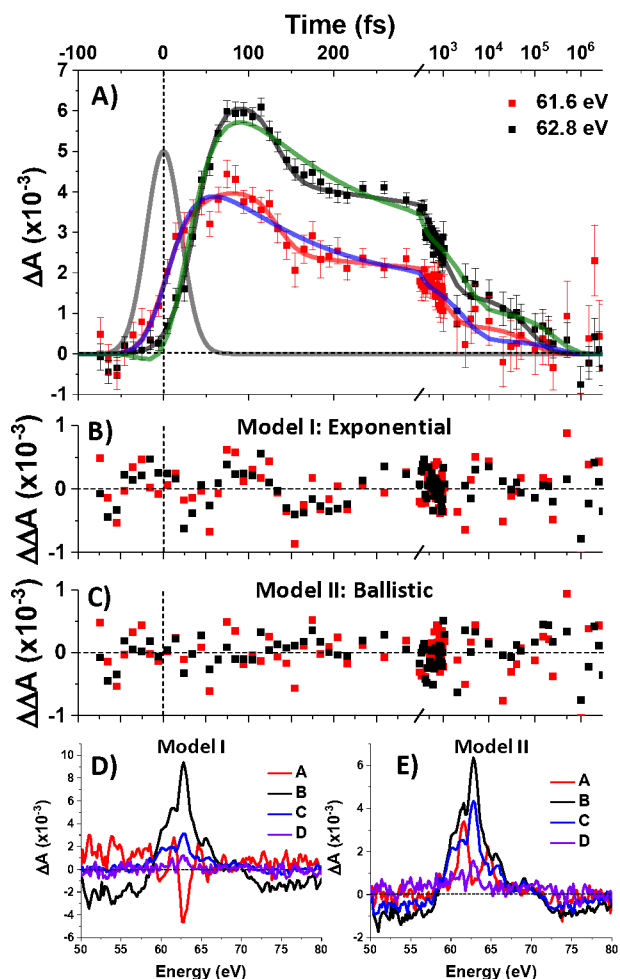 Time (fs)
-100 0 100 200 10³ 10⁴ 10⁵ 10⁶
A)
61.6 eV
62.8 eV
ΔA (x10⁻³)
7
6
5
4
3
2
1
0
-1
B) Model I: Exponential
ΔΔA (x10⁻³)
1
0
-1
C) Model II: Ballistic
ΔΔA (x10⁻³)
1
0
-1
D) Model I
A
B
C
D
ΔA (x10⁻³)
10
8
6
4
2
0
-2
-4
-6
50 55 60 65 70 75 80
Energy (eV)
E) Model II
A
B
C
D
ΔA (x10⁻³)
6
4
2
0
-2
50 55 60 65 70 75 80
Energy (eV)